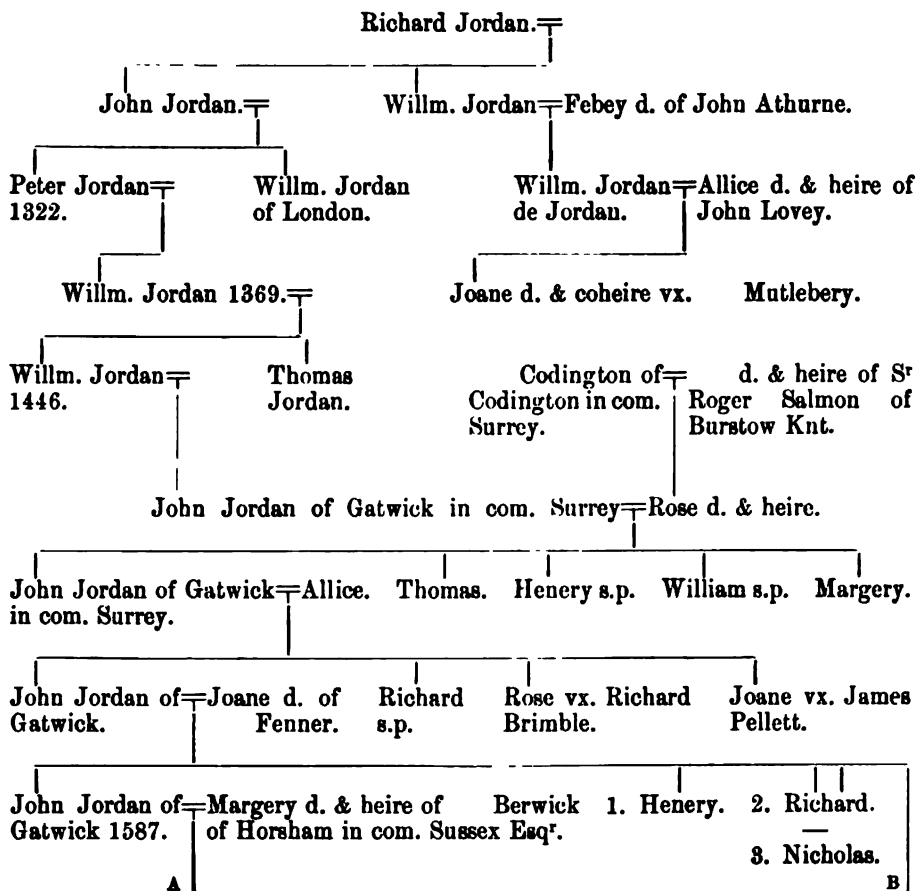 Richard Jordan.
John Jordan. Willm. Jordan Febey d. of John Athurne.
Peter Jordan Willm. Jordan Willm. Jordan Allice d. & heire of
1322. of London. de Jordan. John Lovey.
Willm. Jordan 1369. Joane d. & coheire vx. Mutlebery.
Willm. Jordan Thomas Codington of d. & heire of Sʳ
1446. Jordan. Codington in com. Roger Salmon of
Surrey. Burstow Knt.
John Jordan of Gatwick in com. Surrey Rose d. & heire.
John Jordan of Gatwick Allice. Thomas. Henery s.p. William s.p. Margery.
in com. Surrey.
John Jordan of Joane d. of Richard Rose vx. Richard Joane vx. James
Gatwick. Fenner. s.p. Brimble. Pellett.
John Jordan of Margery d. & heire of Berwick 1. Henery. 2. Richard.
Gatwick 1587. of Horsham in com. Sussex Esqʳ.
3. Nicholas.
A B